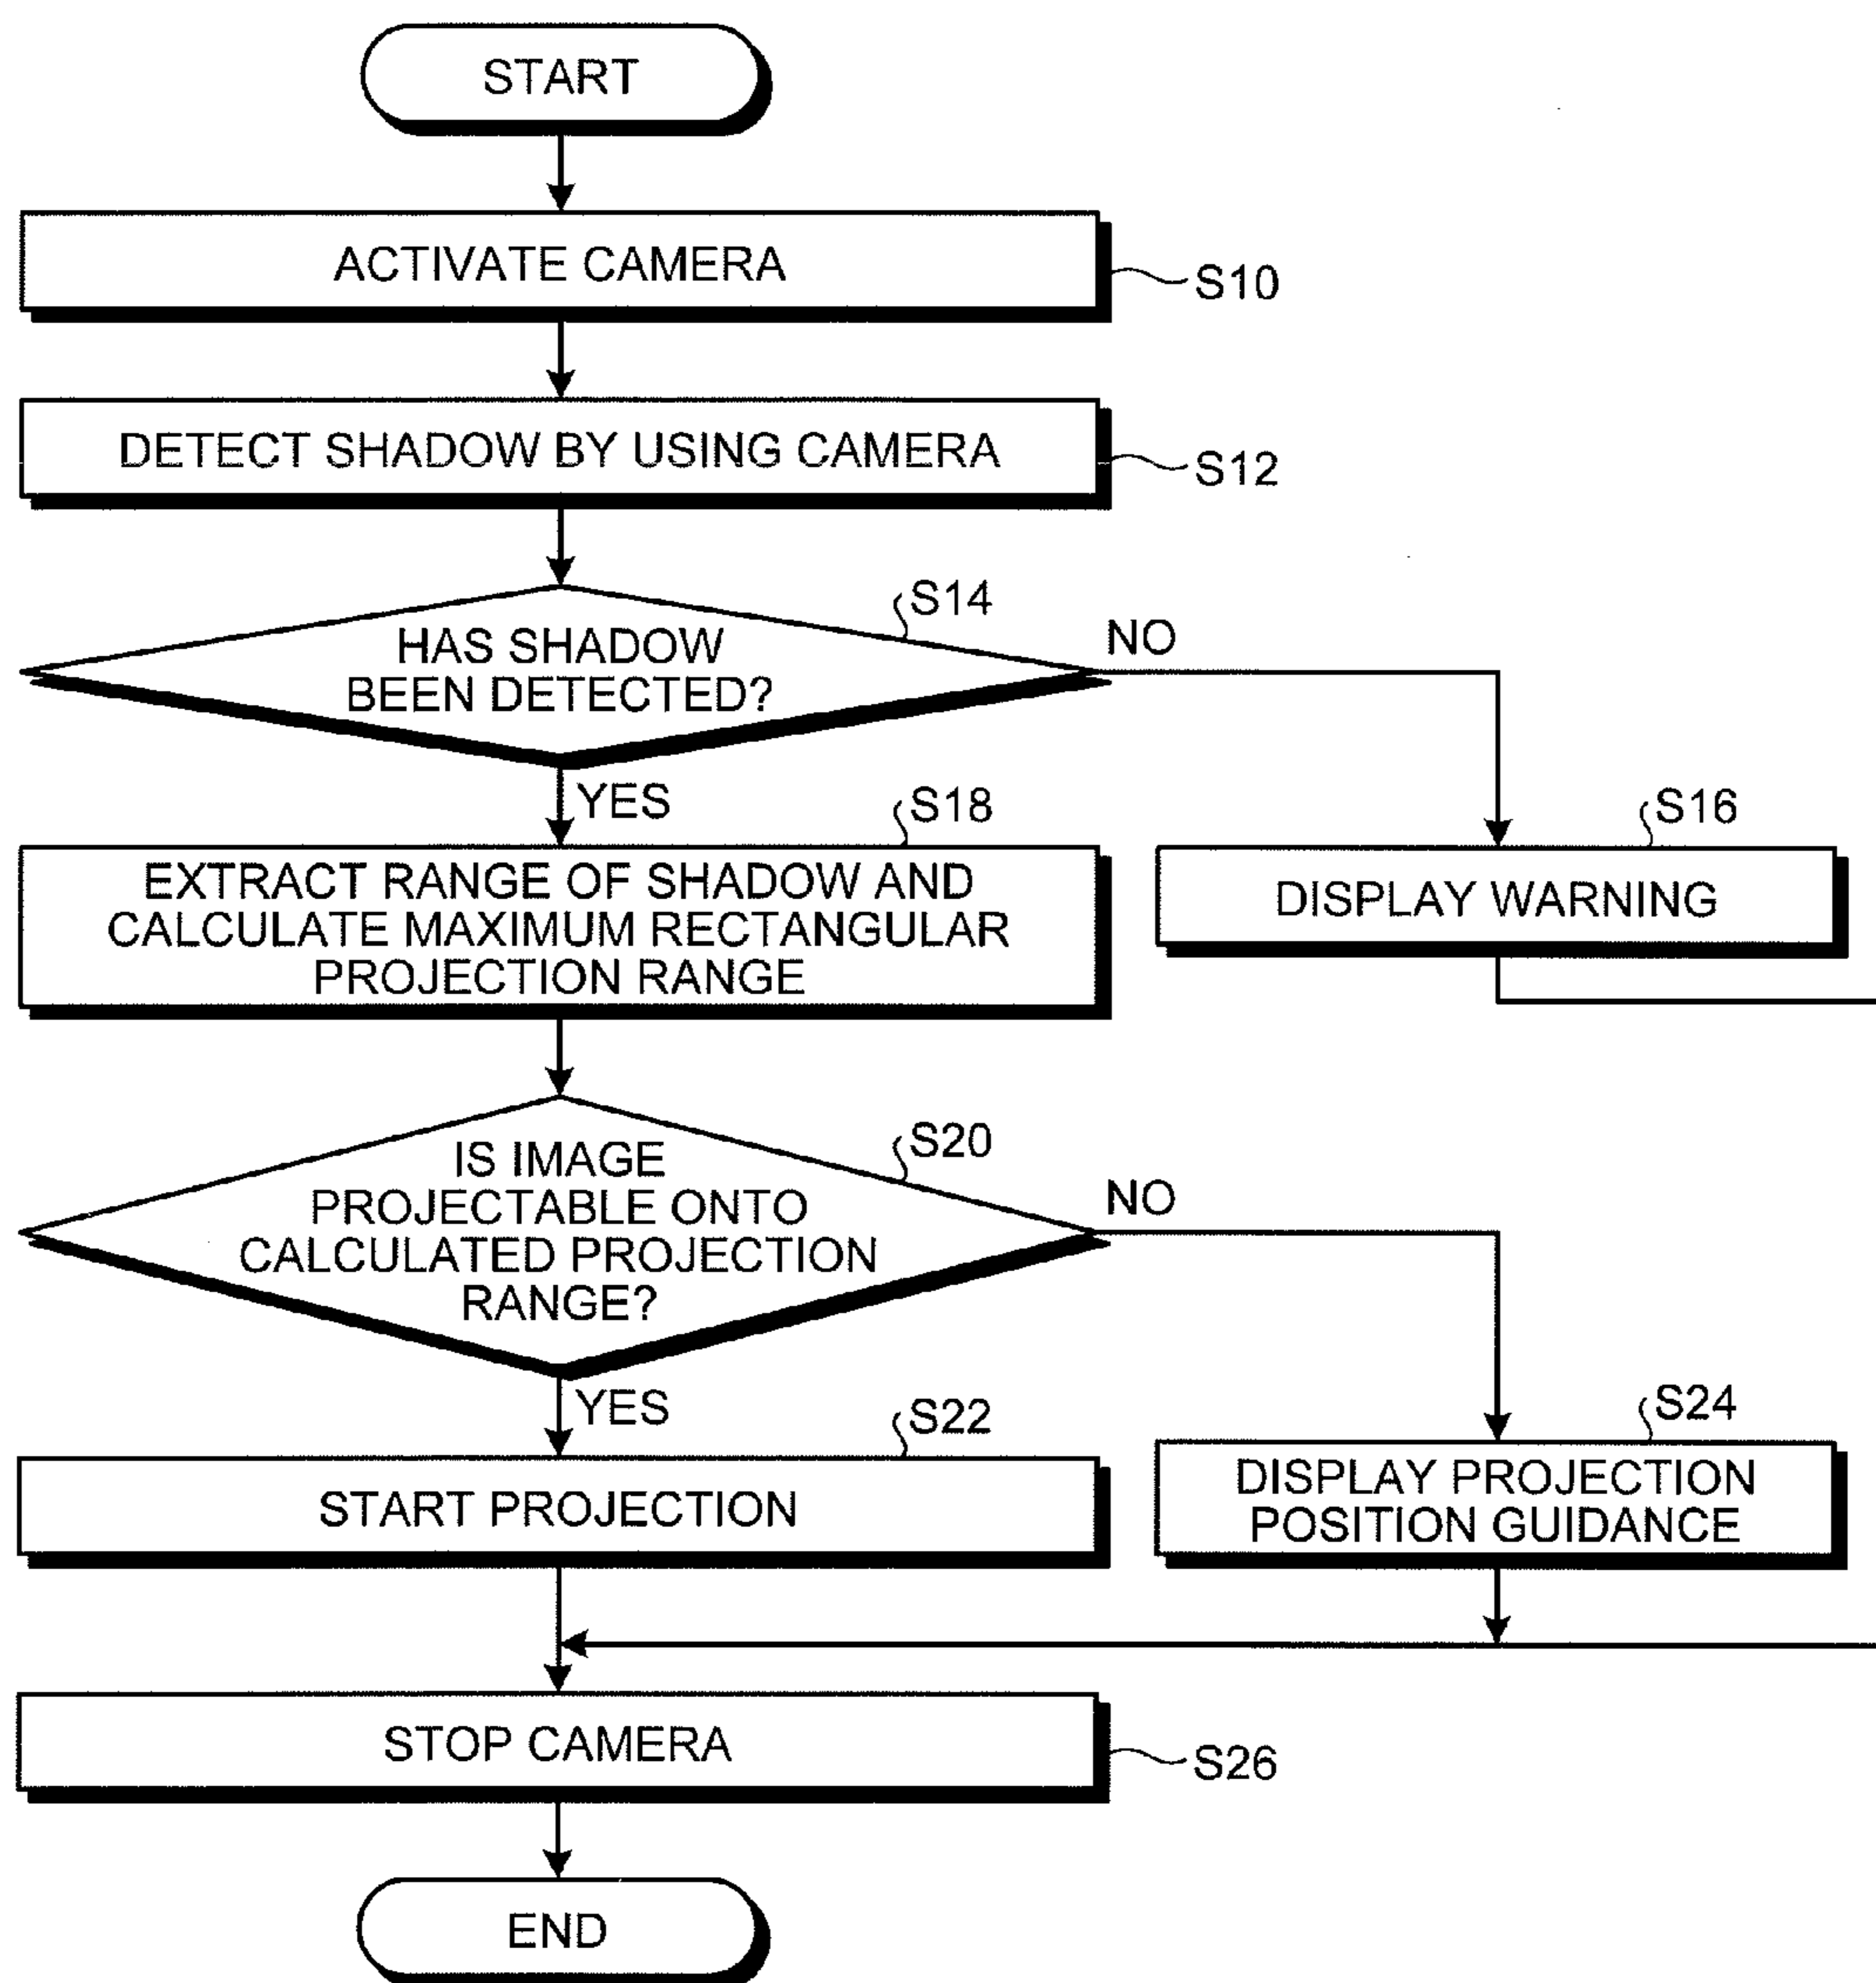 START
ACTIVATE CAMERA
S10
DETECT SHADOW BY USING CAMERA
S12
S14
HAS SHADOW
BEEN DETECTED?
NO
YES
S18
S16
EXTRACT RANGE OF SHADOW AND
CALCULATE MAXIMUM RECTANGULAR
PROJECTION RANGE
DISPLAY WARNING
S20
IS IMAGE
PROJECTABLE ONTO
CALCULATED PROJECTION
RANGE?
NO
YES
S22
S24
START PROJECTION
DISPLAY PROJECTION
POSITION GUIDANCE
STOP CAMERA
S26
END